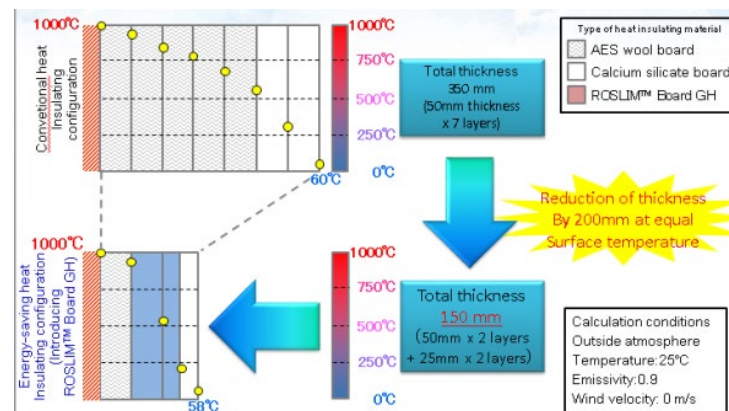 1000℃
Convetional heat
Insulating
configuration
60℃
1000℃
750℃
500℃
250℃
0℃
Total thickness
350 mm
(50mm thickness
x 7 layers)
Type of heat insulating material
AES wool board
Calcium silicate board
ROSLIM™ Board GH
Reduction of thickness
By 200mm at equal
Surface temperature
1000℃
Energy-saving heat
Insulating configuration
(Introducing
ROSLIM™ Board GH)
58℃
1000℃
750℃
500℃
250℃
0℃
Total thickness
150 mm
(50mm x 2 layers
+ 25mm x 2 layers)
Calculation conditions
Outside atmosphere
Temperature:25℃
Emissivity:0.9
Wind velocity: 0 m/s